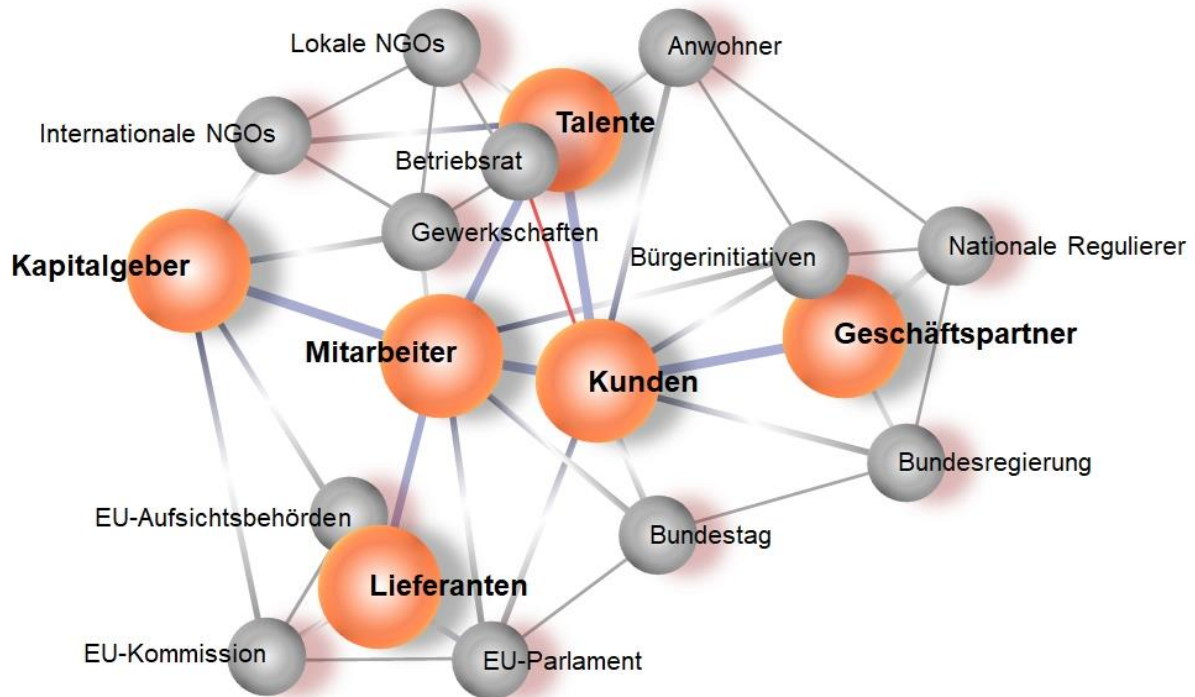 Lokale NGOs
Anwohner
Talente
Internationale NGOs
Betriebsrat
Gewerkschaften
Nationale Regulierer
Bürgerinitiativen
Kapitalgeber
Geschäftspartner
Mitarbeiter
Kunden
Bundesregierung
EU-Aufsichtsbehörden
Bundestag
Lieferanten
EU-Kommission
EU-Parlament